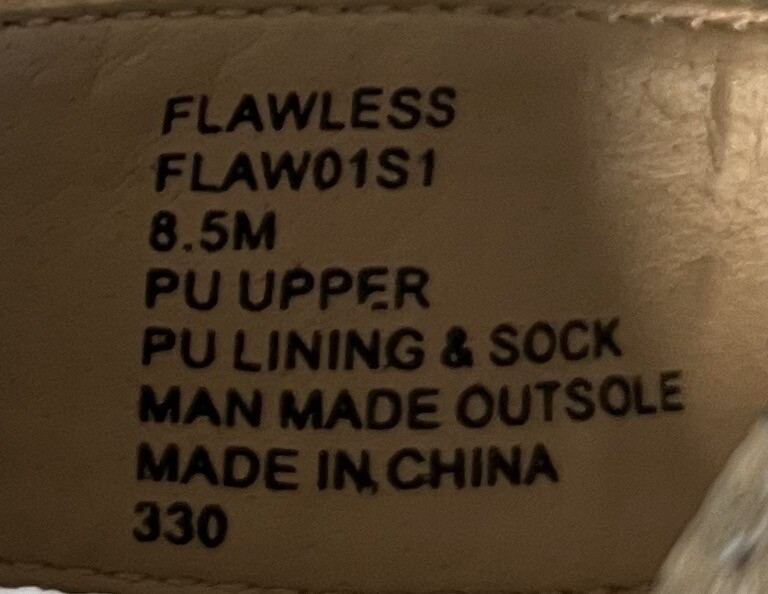 FLAWLESS
FLAW01S1
8.5M
PU UPPER
PU LINING & SOCK
MAN MADE OUTSOLE
MADE IN CHINA
330